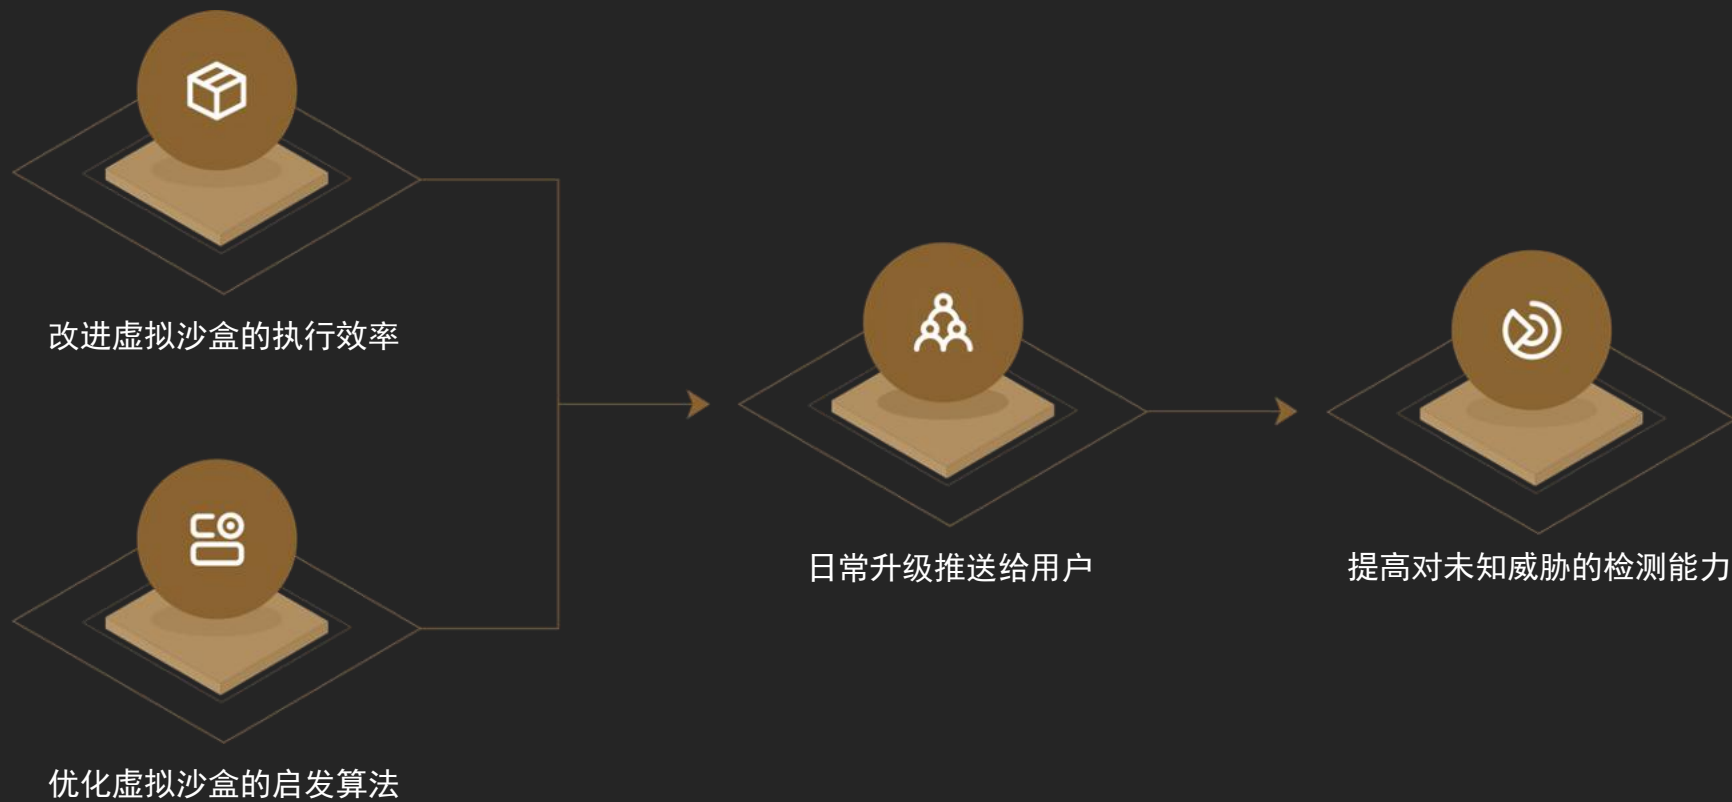 改进虚拟沙盒的执行效率
优化虚拟沙盒的启发算法
日常升级推送给用户
提高对未知威胁的检测能力